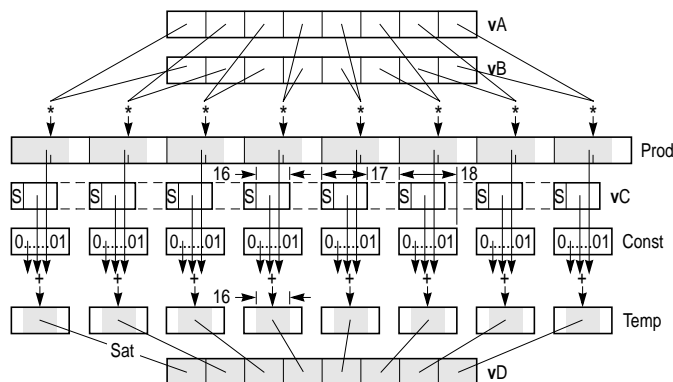 vA
vB
* * * * * * * *
Prod
16 17 18
S S S S S S S S
vC
0.....01 0.....01 0.....01 0.....01 0.....01 0.....01 0.....01 0.....01
Const
+ + + + + + + +
16
Temp
Sat
vD